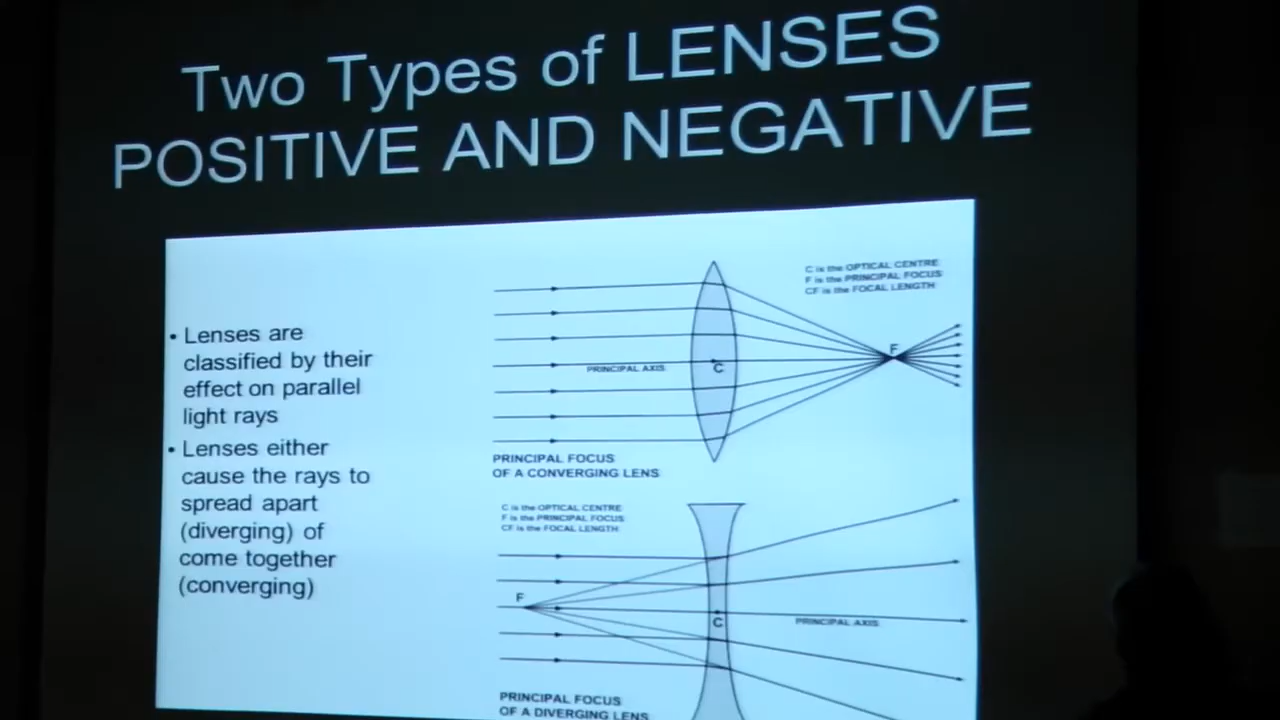 Two Types of LENSES
POSITIVE AND NEGATIVE
• Lenses are
classified by their
effect on parallel
light rays
• Lenses either
cause the rays to
spread apart
(diverging) of
come together
(converging)
C is the OPTICAL CENTRE
F is the PRINCIPAL FOCUS
CF is the FOCAL LENGTH
F
PRINCIPAL AXIS
C
PRINCIPAL FOCUS
OF A CONVERGING LENS
C is the OPTICAL CENTRE
F is the PRINCIPAL FOCUS
CF is the FOCAL LENGTH
F
C
PRINCIPAL AXIS
PRINCIPAL FOCUS
OF A DIVERGING LENS